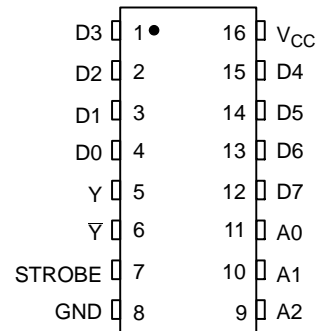 D3 1 16 V_CC
D2 2 15 D4
D1 3 14 D5
D0 4 13 D6
Y 5 12 D7
Y̅ 6 11 A0
STROBE 7 10 A1
GND 8 9 A2